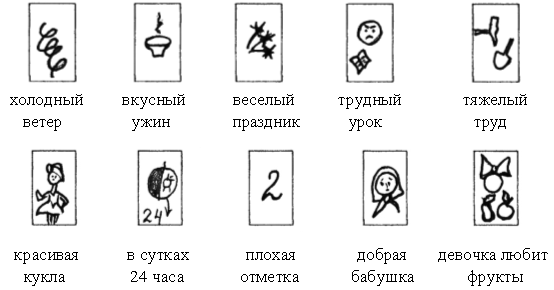 холодный ветер
вкусный ужин
веселый праздник
трудный урок
тяжелый труд
24
2
красивая кукла
в сутках 24 часа
плохая отметка
добрая бабушка
девочка любит фрукты